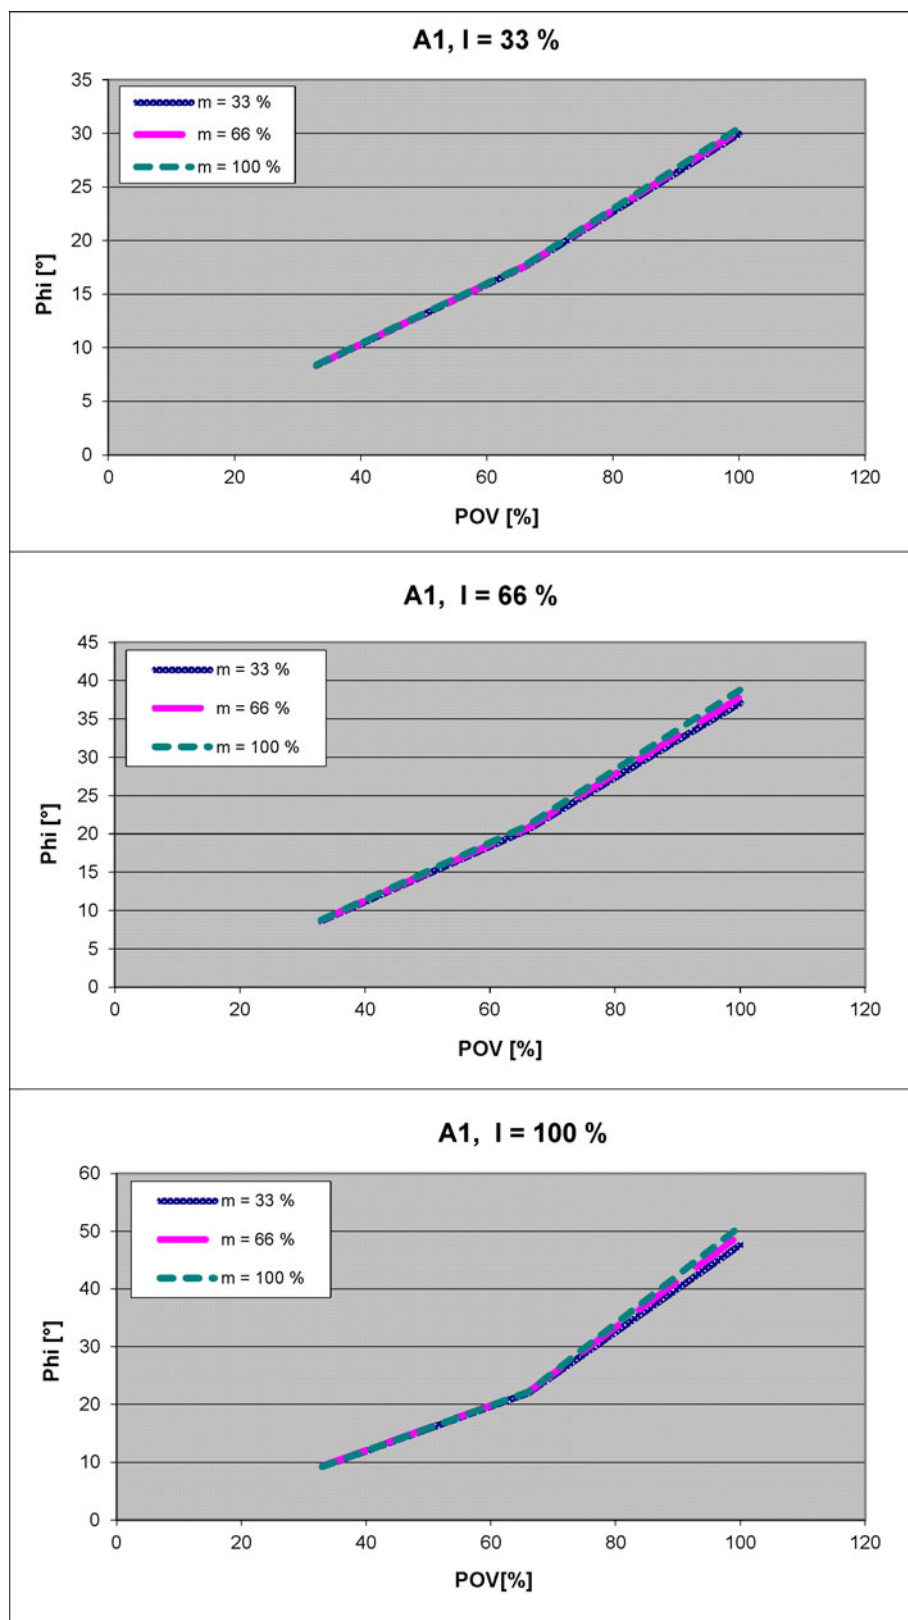 A1, l = 33 %
m = 33 %
m = 66 %
m = 100 %
35
30
25
20
15
10
5
0
Phi [°]
0 20 40 60 80 100 120
POV [%]
A1, l = 66 %
m = 33 %
m = 66 %
m = 100 %
45
40
35
30
25
20
15
10
5
0
Phi [°]
0 20 40 60 80 100 120
POV [%]
A1, l = 100 %
m = 33 %
m = 66 %
m = 100 %
60
50
40
30
20
10
0
Phi [°]
0 20 40 60 80 100 120
POV[%]